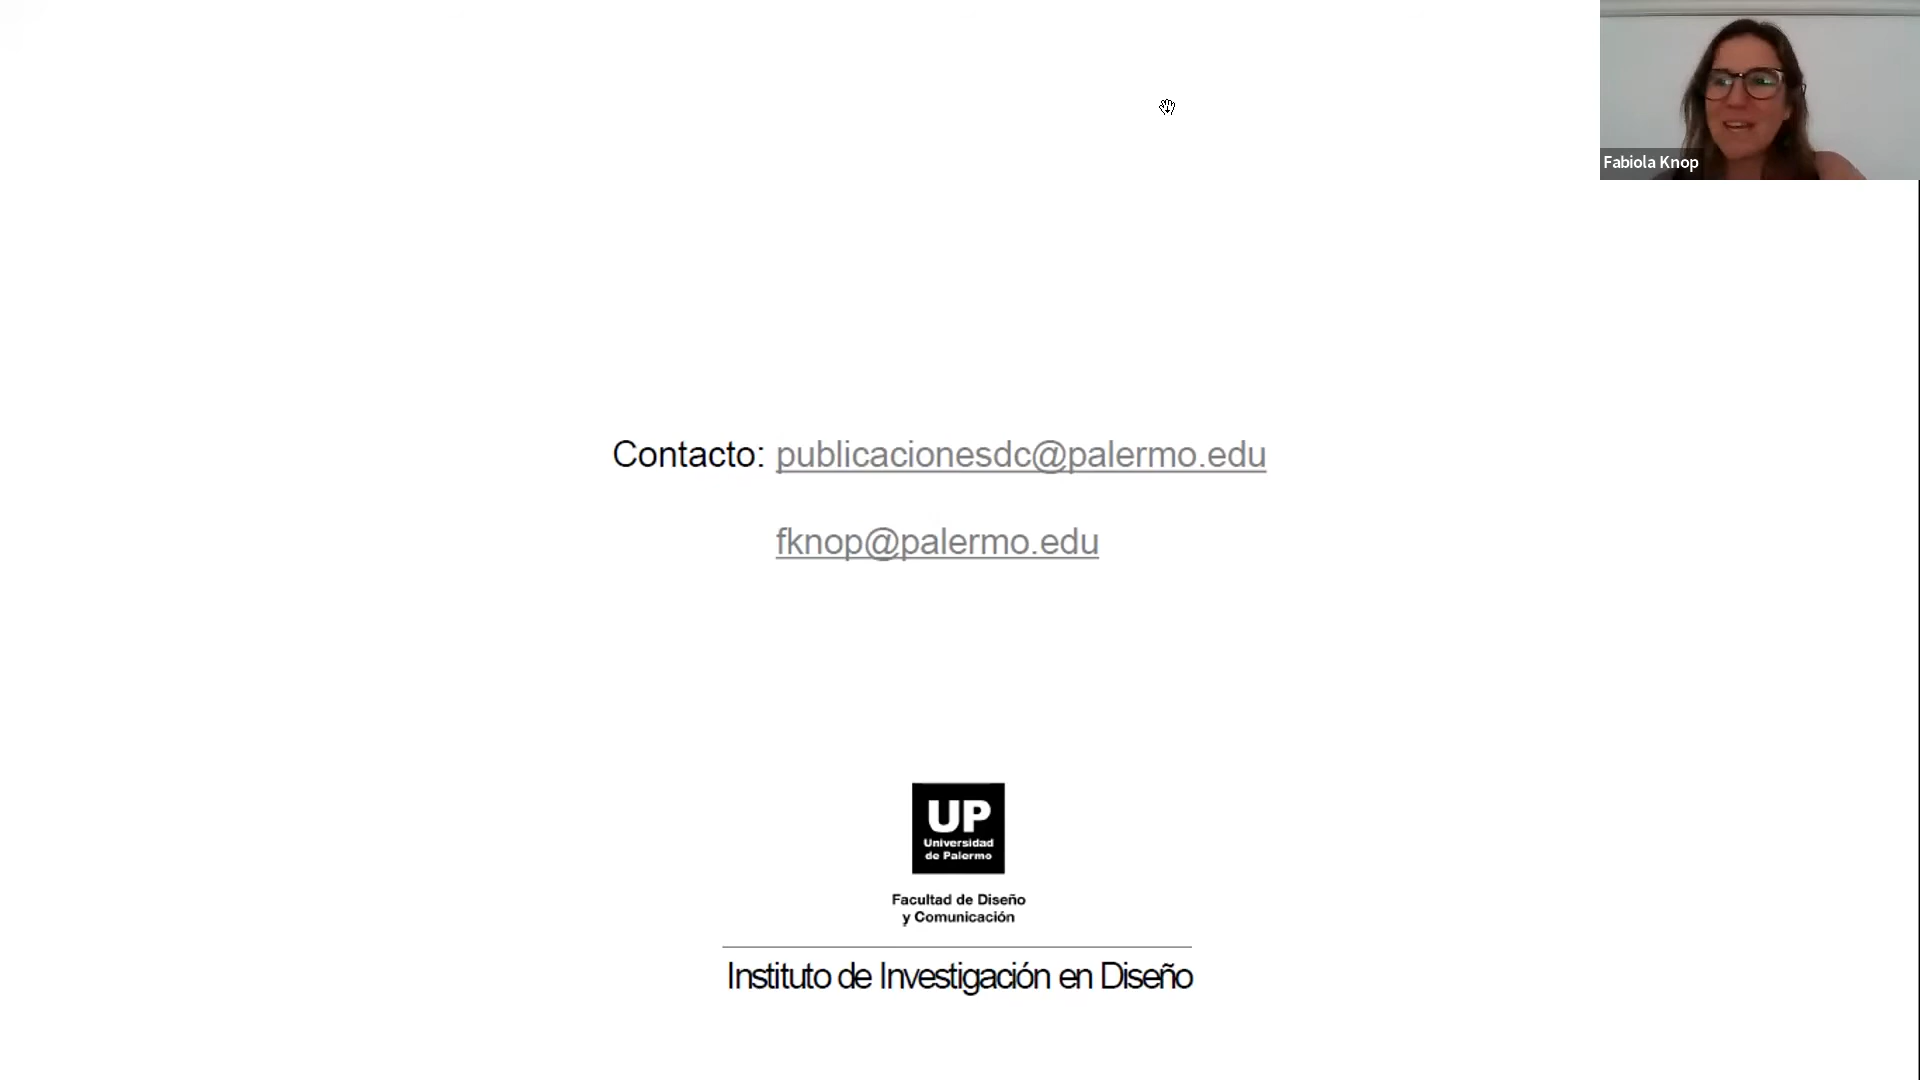 Fabiola Knop
Contacto: publicacionesdc@palermo.edu
fknop@palermo.edu
UP
Universidad
de Palermo
Facultad de Diseño
y Comunicación
Instituto de Investigación en Diseño